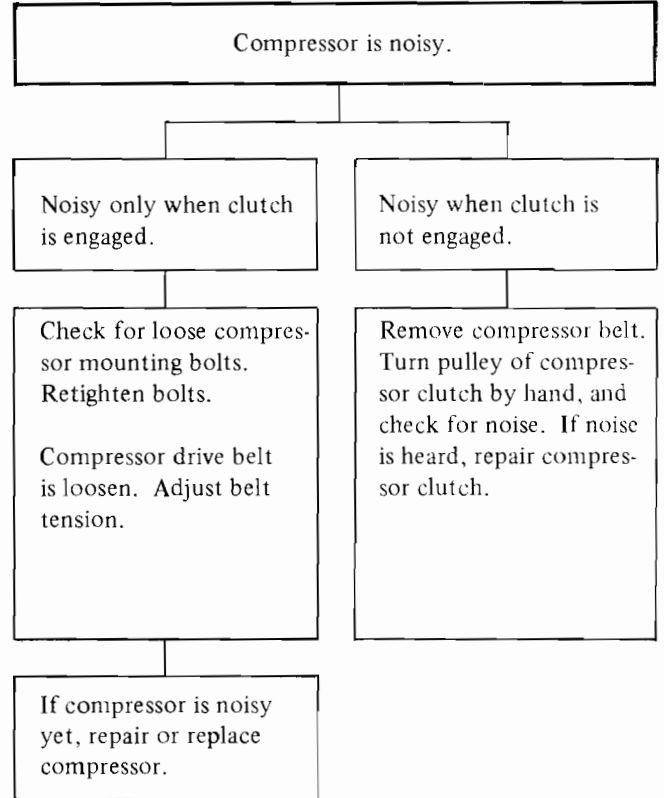 Compressor is noisy.
Noisy only when clutch
is engaged.
Noisy when clutch is
not engaged.
Check for loose compres-
sor mounting bolts.
Retighten bolts.
Compressor drive belt
is loosen. Adjust belt
tension.
Remove compressor belt.
Turn pulley of compres-
sor clutch by hand, and
check for noise. If noise
is heard, repair compres-
sor clutch.
If compressor is noisy
yet, repair or replace
compressor.